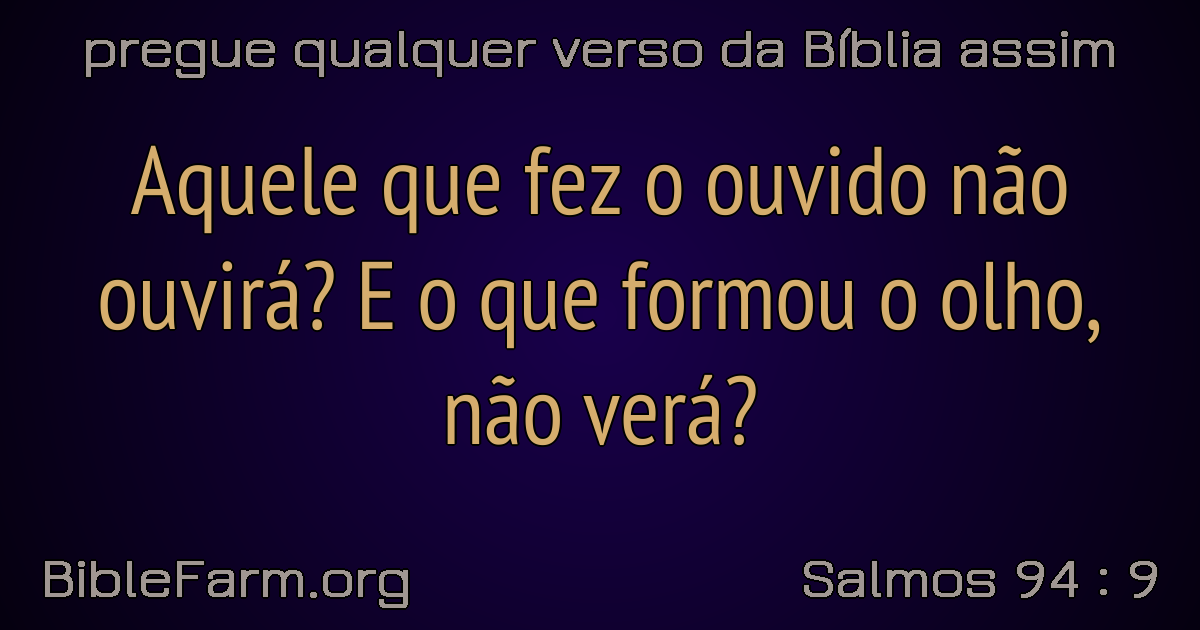 pregue qualquer verso da Bíblia assim
Aquele que fez o ouvido não
ouvirá? E o que formou o olho,
não verá?
BibleFarm.org
Salmos 94 : 9